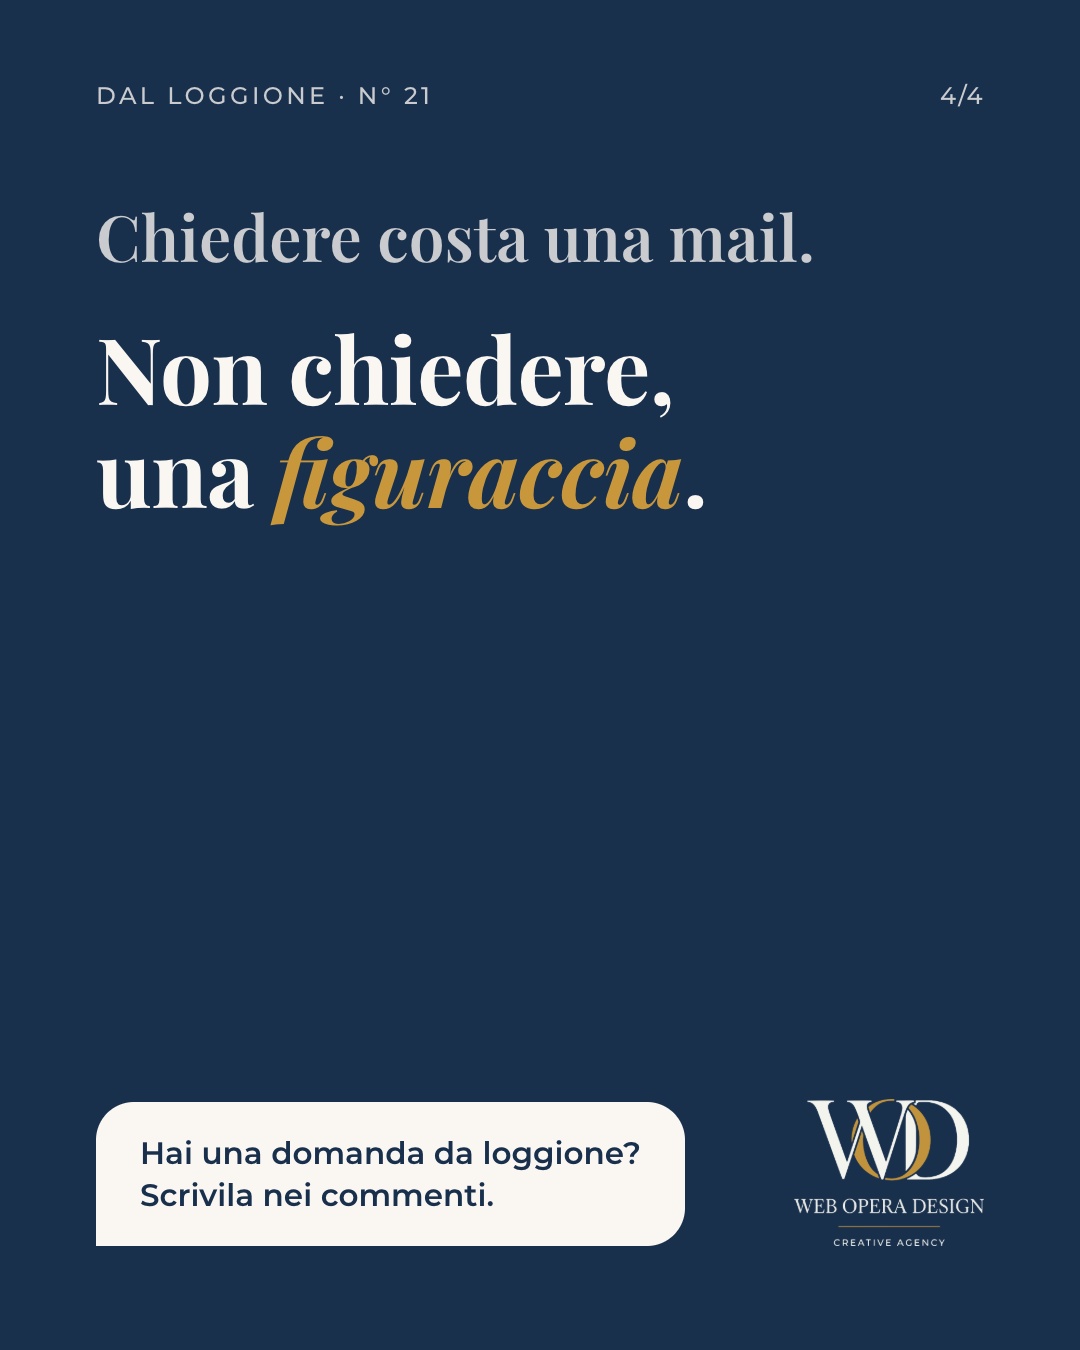 DAL LOGGIONE · N° 21
4/4
Chiedere costa una mail.
Non chiedere,
una figuraccia.
Hai una domanda da loggione?
Scrivila nei commenti.
WOD
WEB OPERA DESIGN
CREATIVE AGENCY